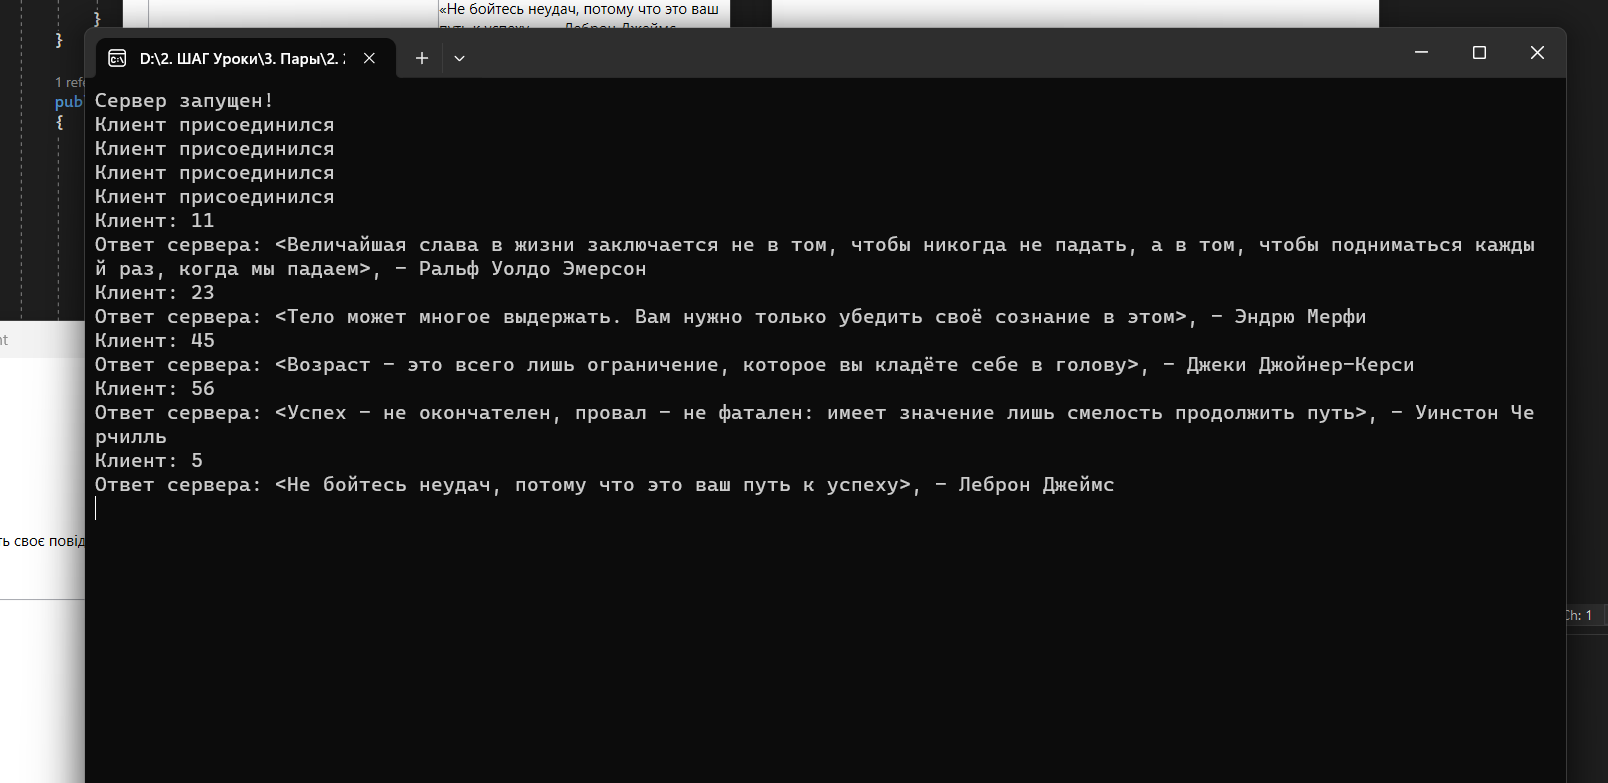 }
}
«Не бойтесь неудач, потому что это ваш
D:\2. ШАГ Уроки\3. Пары\2.
1 refe
pub
{
Сервер запущен!
Клиент присоединился
Клиент присоединился
Клиент присоединился
Клиент присоединился
Клиент: 11
Ответ сервера: <Величайшая слава в жизни заключается не в том, чтобы никогда не падать, а в том, чтобы подниматься кажды
й раз, когда мы падаем>, – Ральф Уолдо Эмерсон
Клиент: 23
Ответ сервера: <Тело может многое выдержать. Вам нужно только убедить своё сознание в этом>, – Эндрю Мерфи
Клиент: 45
Ответ сервера: <Возраст – это всего лишь ограничение, которое вы кладёте себе в голову>, – Джеки Джойнер-Керси
Клиент: 56
Ответ сервера: <Успех – не окончателен, провал – не фатален: имеет значение лишь смелость продолжить путь>, – Уинстон Че
рчилль
Клиент: 5
Ответ сервера: <Не бойтесь неудач, потому что это ваш путь к успеху>, – Леброн Джеймс
nt
ть своє повід
Ch: 1